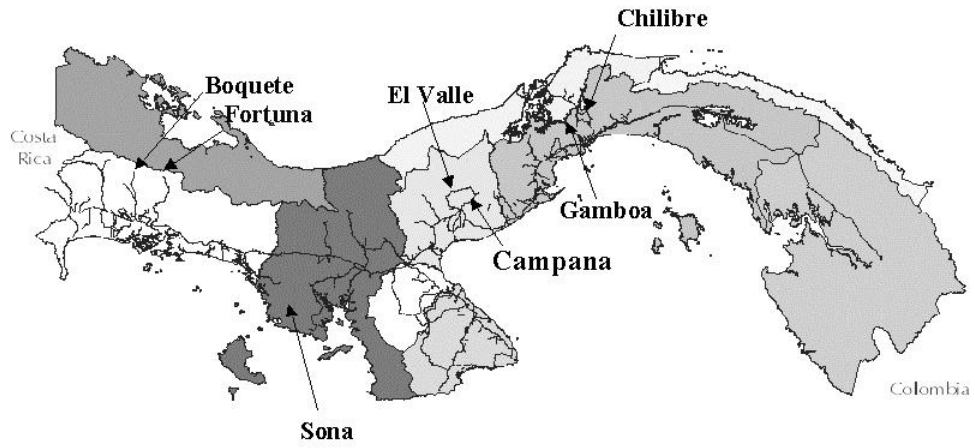 Chilibre
Boquete
El Valle
Fortuna
Costa
Rica
Gamboa
Campana
Colombia
Sona